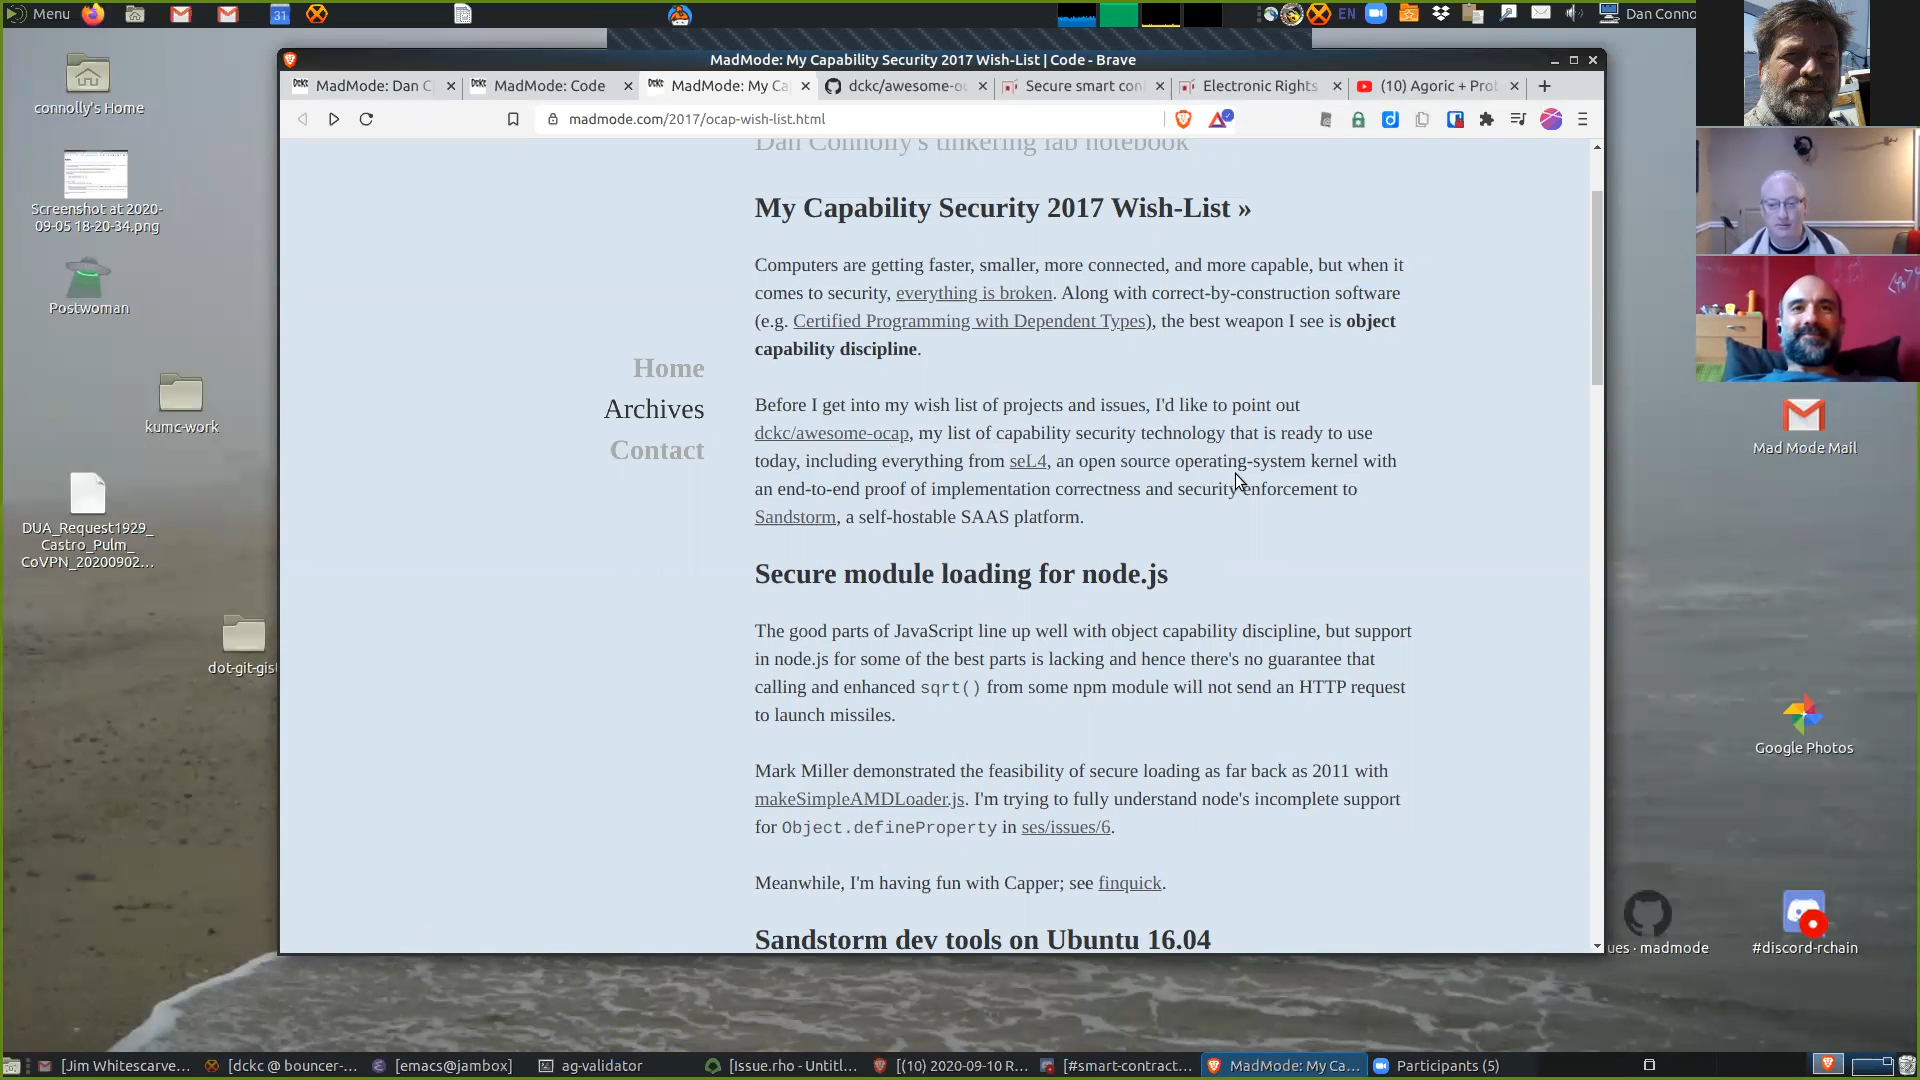 Menu
31
EN
Dan Conno
MadMode: My Capability Security 2017 Wish-List | Code - Brave
MadMode: Dan C
MadMode: Code
MadMode: My Ca
dckc/awesome-o
Secure smart con
Electronic Rights
(10) Agoric + Prot
madmode.com/2017/ocap-wish-list.html
Dan Connolly's tinkering lab notebook
Home
Archives
Contact
My Capability Security 2017 Wish-List »
Computers are getting faster, smaller, more connected, and more capable, but when it
comes to security, everything is broken. Along with correct-by-construction software
(e.g. Certified Programming with Dependent Types), the best weapon I see is object
capability discipline.
Before I get into my wish list of projects and issues, I'd like to point out
dckc/awesome-ocap, my list of capability security technology that is ready to use
today, including everything from seL4, an open source operating-system kernel with
an end-to-end proof of implementation correctness and security enforcement to
Sandstorm, a self-hostable SAAS platform.
Secure module loading for node.js
The good parts of JavaScript line up well with object capability discipline, but support
in node.js for some of the best parts is lacking and hence there's no guarantee that
calling and enhanced sqrt() from some npm module will not send an HTTP request
to launch missiles.
Mark Miller demonstrated the feasibility of secure loading as far back as 2011 with
makeSimpleAMDLoader.js. I'm trying to fully understand node's incomplete support
for Object.defineProperty in ses/issues/6.
Meanwhile, I'm having fun with Capper; see finquick.
Sandstorm dev tools on Ubuntu 16.04
connolly's Home
Screenshot at 2020-
09-05 18-20-34.png
Postwoman
kumc-work
DUA_Request1929_
Castro_Pulm_
CoVPN_20200902...
dot-git-gist
Mad Mode Mail
Google Photos
ues · madmode
#discord-rchain
[Jim Whitescarve...
[dckc @ bouncer-...
[emacs@jambox]
ag-validator
[Issue.rho - Untitl...
[(10) 2020-09-10 R...
[#smart-contract...
MadMode: My Ca...
Participants (5)